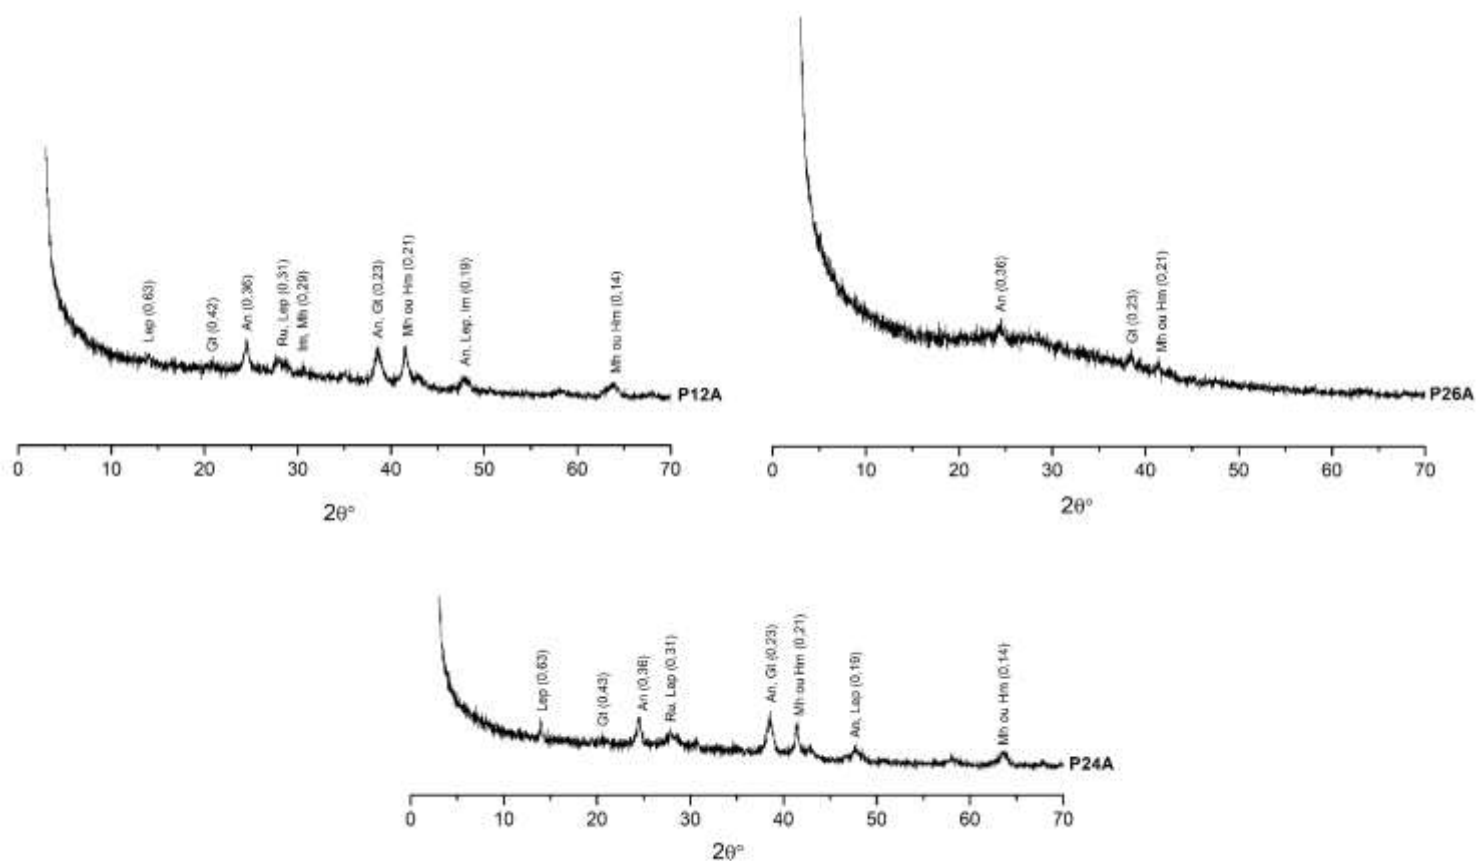 Lep (0,63)
Gt (0,42)
An (0,36)
Ru, Lep (0,31)
Im, Mh (0,29)
An, Gt (0,23)
Mh ou Hm (0,21)
An, Lep, Im (0,19)
Mh ou Hm (0,14)
P12A
0 10 20 30 40 50 60 70
2θ°
An (0,36)
Gt (0,23)
Mh ou Hm (0,21)
P26A
0 10 20 30 40 50 60 70
2θ°
Lep (0,63)
Gt (0,43)
An (0,36)
Ru, Lep (0,31)
An, Gt (0,23)
Mh ou Hm (0,21)
An, Lep (0,19)
Mh ou Hm (0,14)
P24A
0 10 20 30 40 50 60 70
2θ°